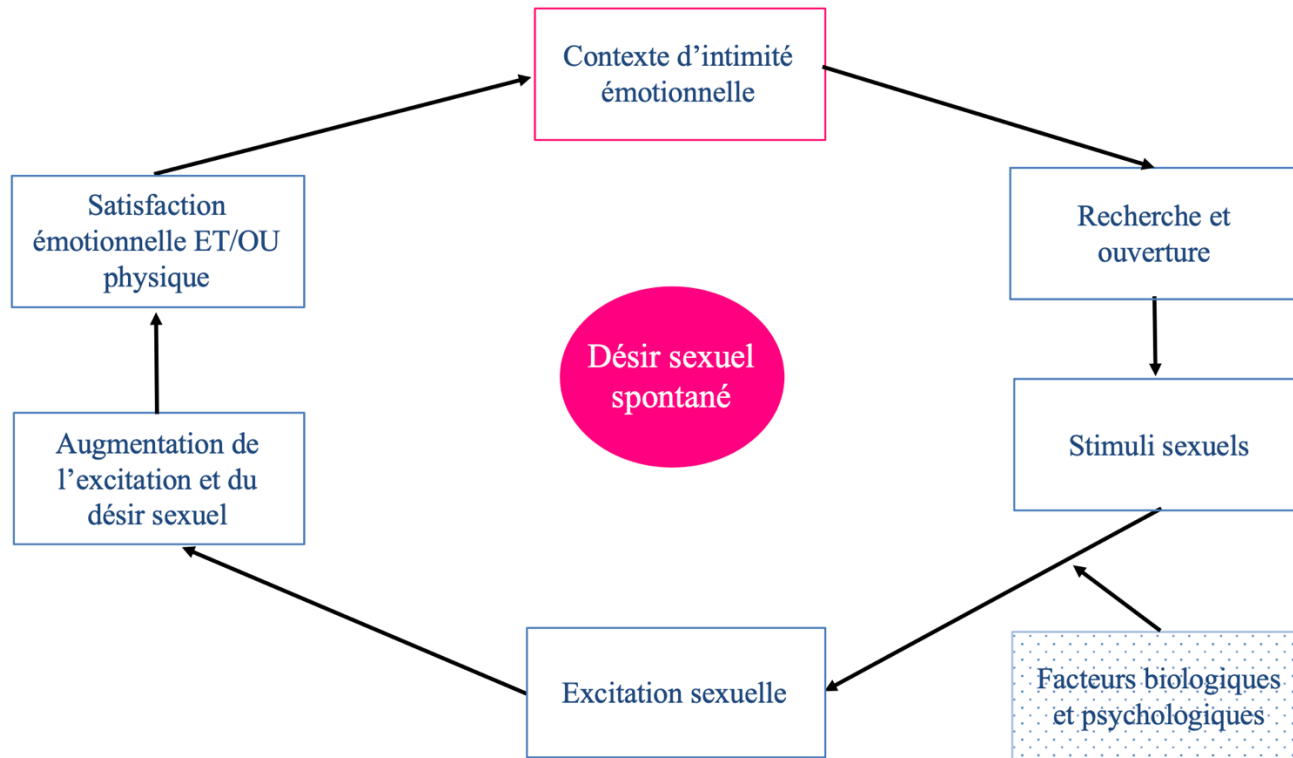 Contexte d’intimité
émotionnelle
Recherche et
ouverture
Stimuli sexuels
Facteurs biologiques
et psychologiques
Excitation sexuelle
Augmentation de
l’excitation et du
désir sexuel
Satisfaction
émotionnelle ET/OU
physique
Désir sexuel
spontané